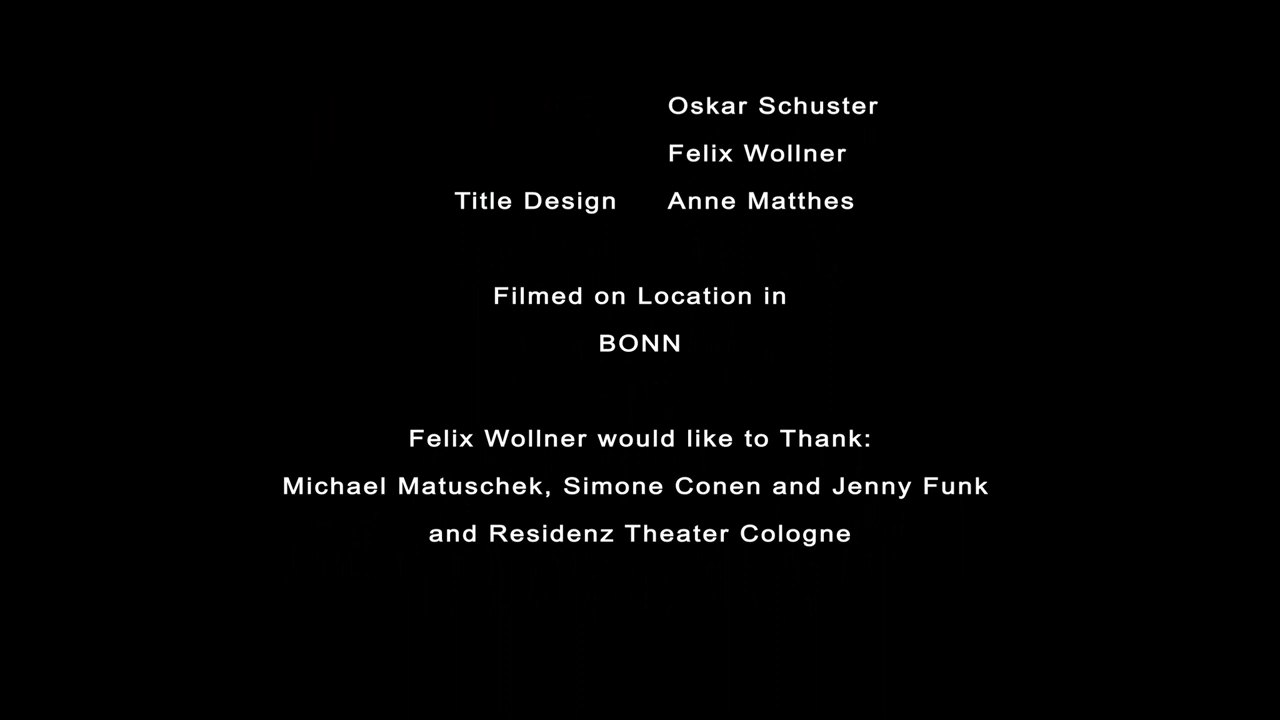 Oskar Schuster
Felix Wollner
Title Design Anne Matthes
Filmed on Location in
BONN
Felix Wollner would like to Thank:
Michael Matuschek, Simone Conen and Jenny Funk
and Residenz Theater Cologne